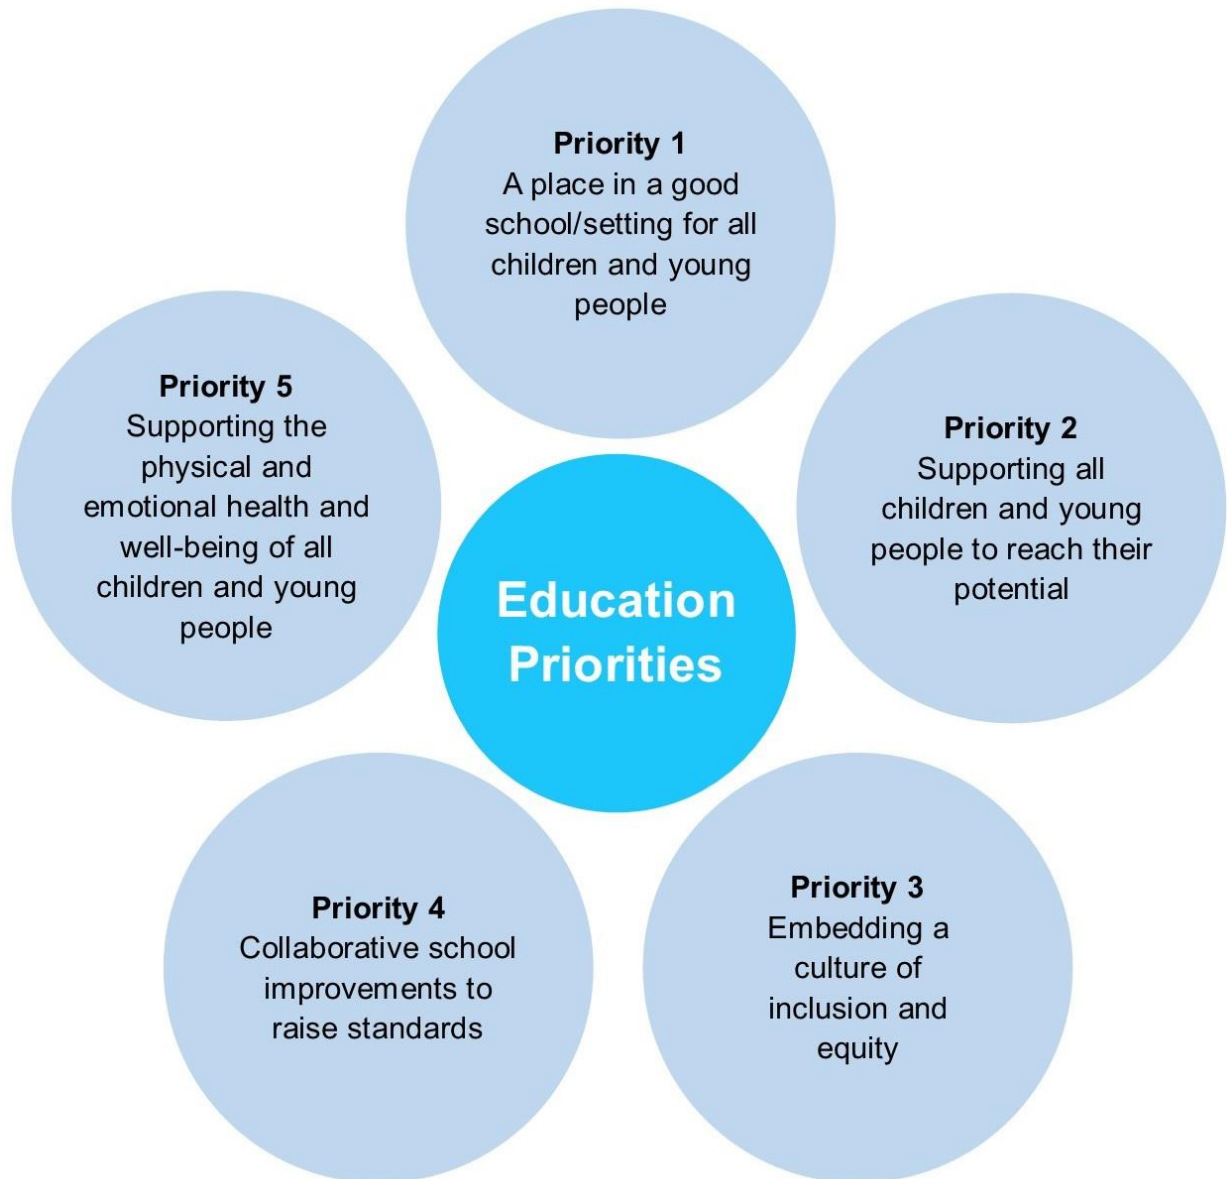 Priority 1
A place in a good
school/setting for all
children and young
people
Priority 2
Supporting all
children and young
people to reach their
potential
Priority 3
Embedding a
culture of
inclusion and
equity
Priority 4
Collaborative school
improvements to
raise standards
Priority 5
Supporting the
physical and
emotional health and
well-being of all
children and young
people
Education
Priorities